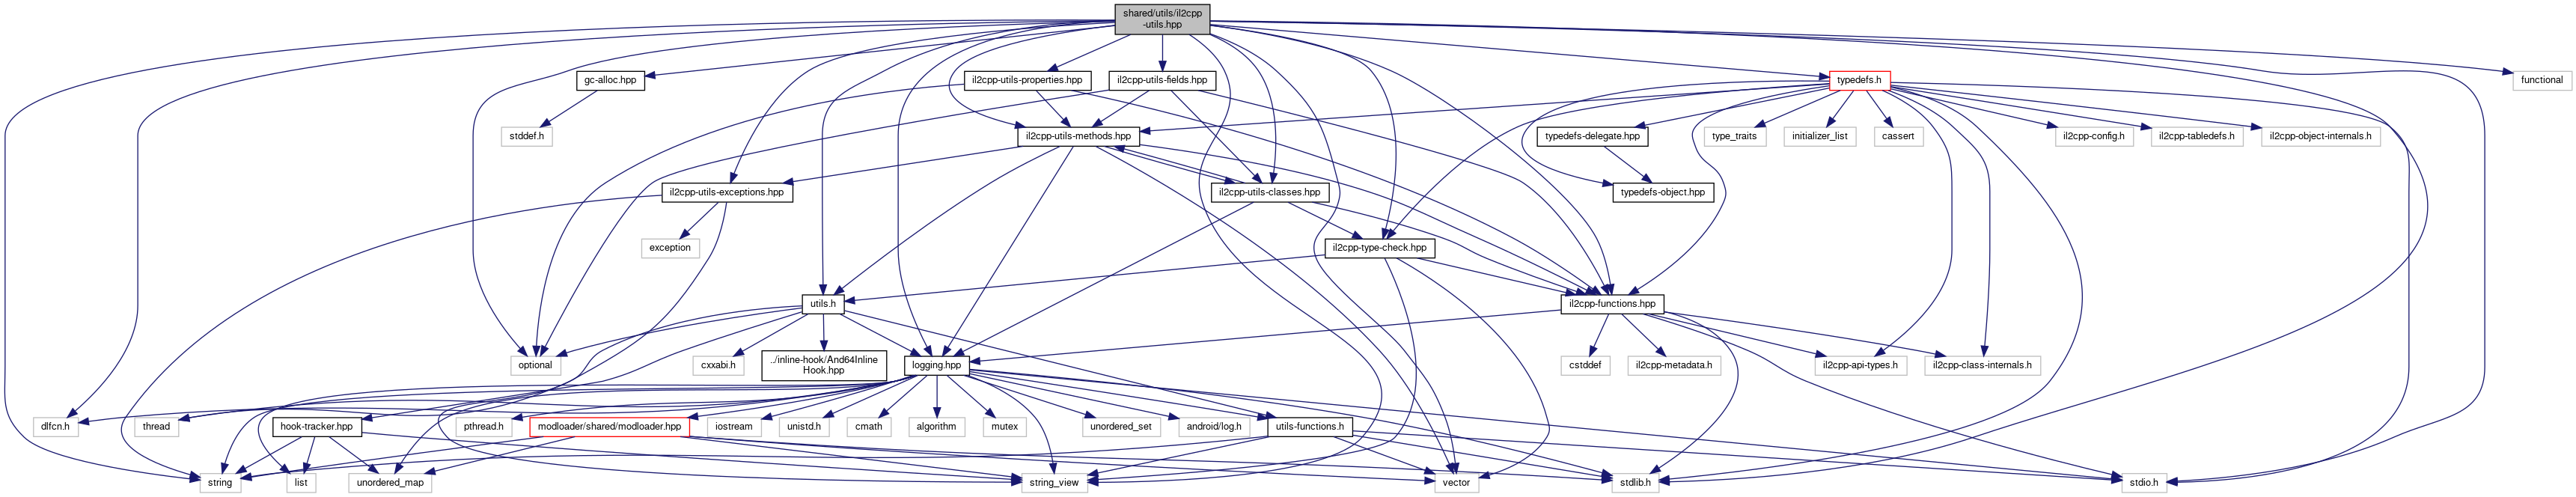 shared/utils/il2cpp
-utils.hpp
gc-alloc.hpp
il2cpp-utils-properties.hpp
il2cpp-utils-fields.hpp
typedefs.h
functional
stddef.h
il2cpp-utils-methods.hpp
typedefs-delegate.hpp
type_traits
initializer_list
cassert
il2cpp-config.h
il2cpp-tabledefs.h
il2cpp-object-internals.h
il2cpp-utils-exceptions.hpp
il2cpp-utils-classes.hpp
typedefs-object.hpp
exception
il2cpp-type-check.hpp
utils.h
il2cpp-functions.hpp
optional
cxxabi.h
../inline-hook/And64Inline
Hook.hpp
logging.hpp
cstddef
il2cpp-metadata.h
il2cpp-api-types.h
il2cpp-class-internals.h
dlfcn.h
thread
hook-tracker.hpp
pthread.h
modloader/shared/modloader.hpp
iostream
unistd.h
cmath
algorithm
mutex
unordered_set
android/log.h
utils-functions.h
string
list
unordered_map
string_view
vector
stdlib.h
stdio.h